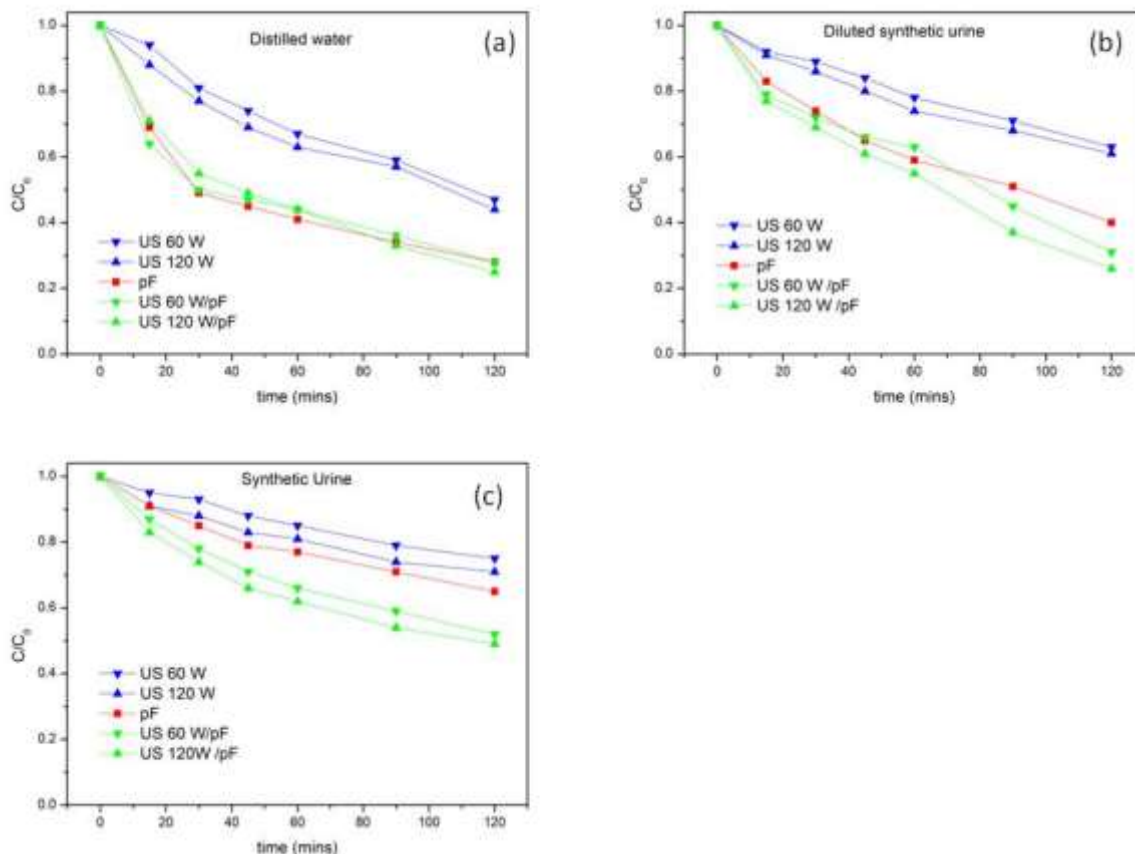 Distilled water
(a)
C/C₀
1.0
0.8
0.6
0.4
0.2
0.0
US 60 W
US 120 W
pF
US 60 W/pF
US 120 W/pF
0 20 40 60 80 100 120
time (mins)
Diluted synthetic urine
(b)
C/C₀
1.0
0.8
0.6
0.4
0.2
0.0
US 60 W
US 120 W
pF
US 60 W /pF
US 120 W /pF
0 20 40 60 80 100 120
time (mins)
Synthetic Urine
(c)
C/C₀
1.0
0.8
0.6
0.4
0.2
0.0
US 60 W
US 120 W
pF
US 60 W/pF
US 120W /pF
0 20 40 60 80 100 120
time (mins)